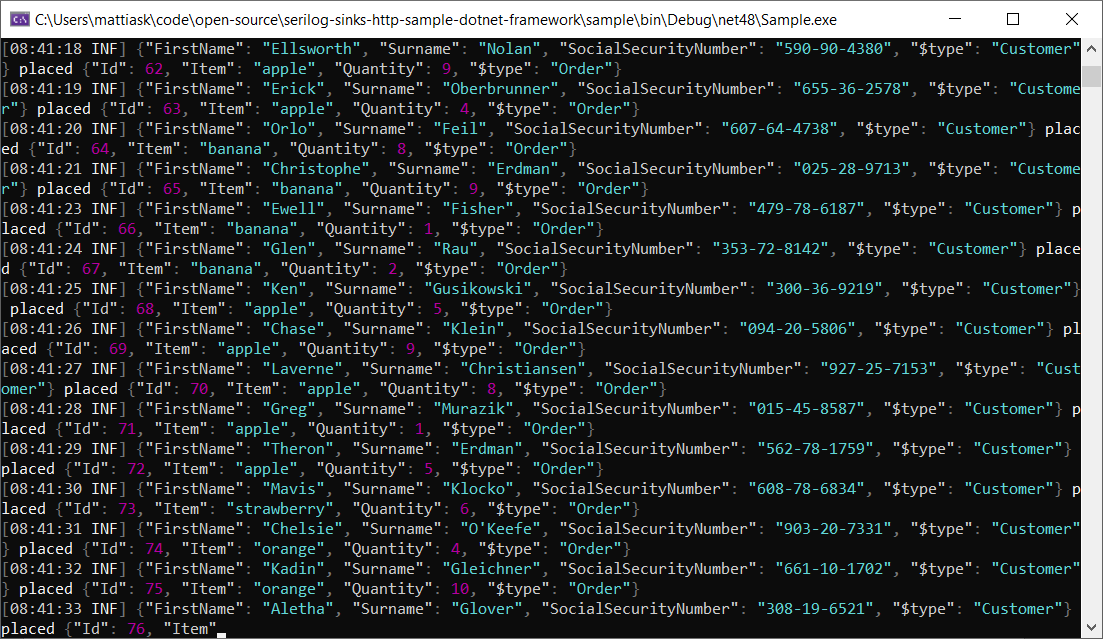 C:\Users\mattiask\code\open-source\serilog-sinks-http-sample-dotnet-framework\sample\bin\Debug\net48\Sample.exe
[08:41:18 INF] {"FirstName": "Ellsworth", "Surname": "Nolan", "SocialSecurityNumber": "590-90-4380", "$type": "Customer"
} placed {"Id": 62, "Item": "apple", "Quantity": 9, "$type": "Order"}
[08:41:19 INF] {"FirstName": "Erick", "Surname": "Oberbrunner", "SocialSecurityNumber": "655-36-2578", "$type": "Custome
r"} placed {"Id": 63, "Item": "apple", "Quantity": 4, "$type": "Order"}
[08:41:20 INF] {"FirstName": "Orlo", "Surname": "Feil", "SocialSecurityNumber": "607-64-4738", "$type": "Customer"} plac
ed {"Id": 64, "Item": "banana", "Quantity": 8, "$type": "Order"}
[08:41:21 INF] {"FirstName": "Christophe", "Surname": "Erdman", "SocialSecurityNumber": "025-28-9713", "$type": "Custome
r"} placed {"Id": 65, "Item": "banana", "Quantity": 9, "$type": "Order"}
[08:41:23 INF] {"FirstName": "Ewell", "Surname": "Fisher", "SocialSecurityNumber": "479-78-6187", "$type": "Customer"} p
laced {"Id": 66, "Item": "banana", "Quantity": 1, "$type": "Order"}
[08:41:24 INF] {"FirstName": "Glen", "Surname": "Rau", "SocialSecurityNumber": "353-72-8142", "$type": "Customer"} place
d {"Id": 67, "Item": "banana", "Quantity": 2, "$type": "Order"}
[08:41:25 INF] {"FirstName": "Ken", "Surname": "Gusikowski", "SocialSecurityNumber": "300-36-9219", "$type": "Customer"}
 placed {"Id": 68, "Item": "apple", "Quantity": 5, "$type": "Order"}
[08:41:26 INF] {"FirstName": "Chase", "Surname": "Klein", "SocialSecurityNumber": "094-20-5806", "$type": "Customer"} pl
aced {"Id": 69, "Item": "apple", "Quantity": 9, "$type": "Order"}
[08:41:27 INF] {"FirstName": "Laverne", "Surname": "Christiansen", "SocialSecurityNumber": "927-25-7153", "$type": "Cust
omer"} placed {"Id": 70, "Item": "apple", "Quantity": 8, "$type": "Order"}
[08:41:28 INF] {"FirstName": "Greg", "Surname": "Murazik", "SocialSecurityNumber": "015-45-8587", "$type": "Customer"} p
laced {"Id": 71, "Item": "apple", "Quantity": 1, "$type": "Order"}
[08:41:29 INF] {"FirstName": "Theron", "Surname": "Erdman", "SocialSecurityNumber": "562-78-1759", "$type": "Customer"}
placed {"Id": 72, "Item": "apple", "Quantity": 5, "$type": "Order"}
[08:41:30 INF] {"FirstName": "Mavis", "Surname": "Klocko", "SocialSecurityNumber": "608-78-6834", "$type": "Customer"} p
laced {"Id": 73, "Item": "strawberry", "Quantity": 6, "$type": "Order"}
[08:41:31 INF] {"FirstName": "Chelsie", "Surname": "O'Keefe", "SocialSecurityNumber": "903-20-7331", "$type": "Customer"
} placed {"Id": 74, "Item": "orange", "Quantity": 4, "$type": "Order"}
[08:41:32 INF] {"FirstName": "Kadin", "Surname": "Gleichner", "SocialSecurityNumber": "661-10-1702", "$type": "Customer"
} placed {"Id": 75, "Item": "orange", "Quantity": 10, "$type": "Order"}
[08:41:33 INF] {"FirstName": "Aletha", "Surname": "Glover", "SocialSecurityNumber": "308-19-6521", "$type": "Customer"}
placed {"Id": 76, "Item"